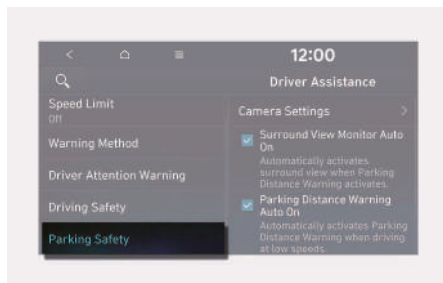 12:00
Driver Assistance
Speed Limit
Off
Warning Method
Driver Attention Warning
Driving Safety
Parking Safety
Camera Settings
Surround View Monitor Auto
On
Automatically activates
surround view when Parking
Distance Warning activates.
Parking Distance Warning
Auto On
Automatically activates Parking
Distance Warning when driving
at low speeds.